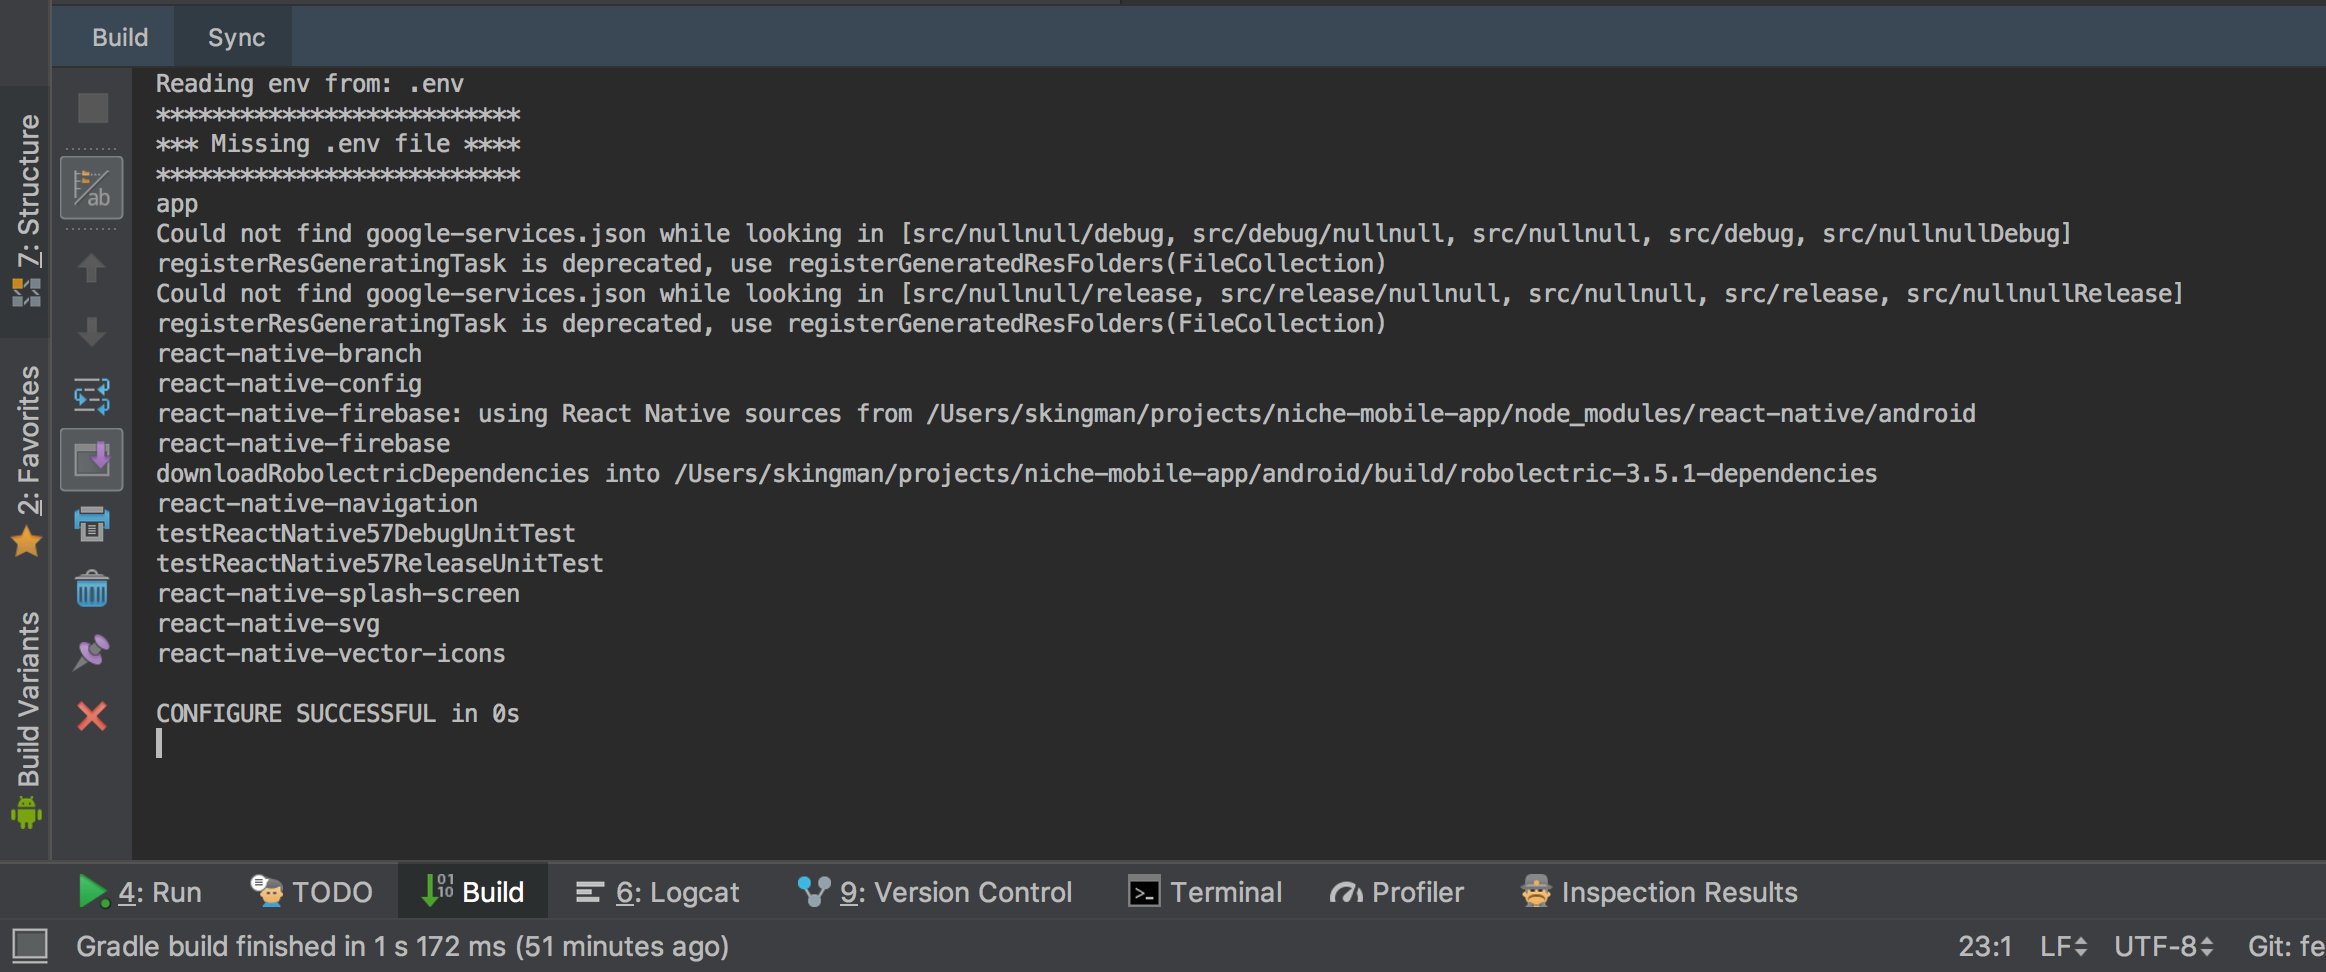 Build
Sync
Reading env from: .env
**************************
*** Missing .env file ****
**************************
app
Could not find google-services.json while looking in [src/nullnull/debug, src/debug/nullnull, src/nullnull, src/debug, src/nullnullDebug]
registerResGeneratingTask is deprecated, use registerGeneratedResFolders(FileCollection)
Could not find google-services.json while looking in [src/nullnull/release, src/release/nullnull, src/nullnull, src/release, src/nullnullRelease]
registerResGeneratingTask is deprecated, use registerGeneratedResFolders(FileCollection)
react-native-branch
react-native-config
react-native-firebase: using React Native sources from /Users/skingman/projects/niche-mobile-app/node_modules/react-native/android
react-native-firebase
downloadRobolectricDependencies into /Users/skingman/projects/niche-mobile-app/android/build/robolectric-3.5.1-dependencies
react-native-navigation
testReactNative57DebugUnitTest
testReactNative57ReleaseUnitTest
react-native-splash-screen
react-native-svg
react-native-vector-icons
CONFIGURE SUCCESSFUL in 0s
7: Structure
2: Favorites
Build Variants
ab
4: Run
TODO
01
10
Build
6: Logcat
9: Version Control
Terminal
Profiler
Inspection Results
Gradle build finished in 1 s 172 ms (51 minutes ago)
23:1
LF
UTF-8
Git: fe